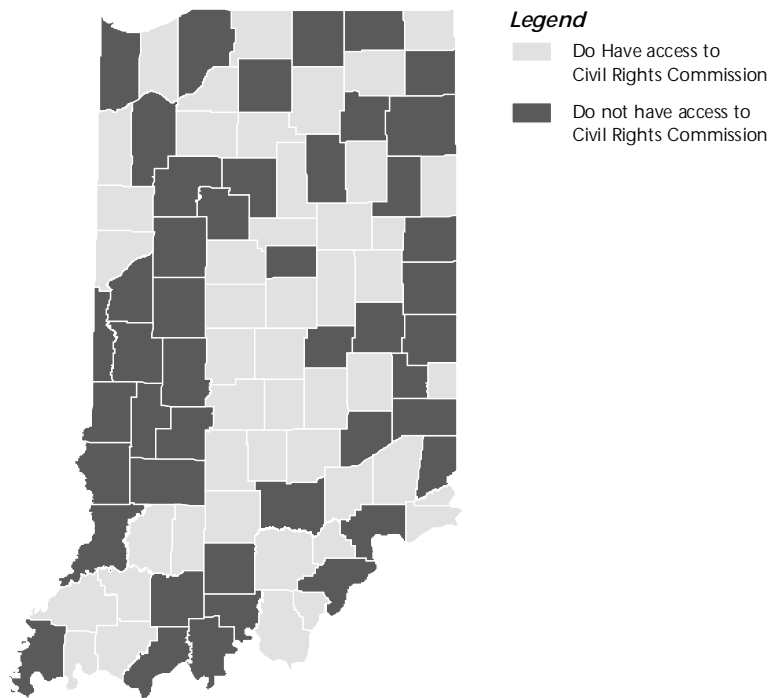 Legend
Do Have access to
Civil Rights Commission
Do not have access to
Civil Rights Commission